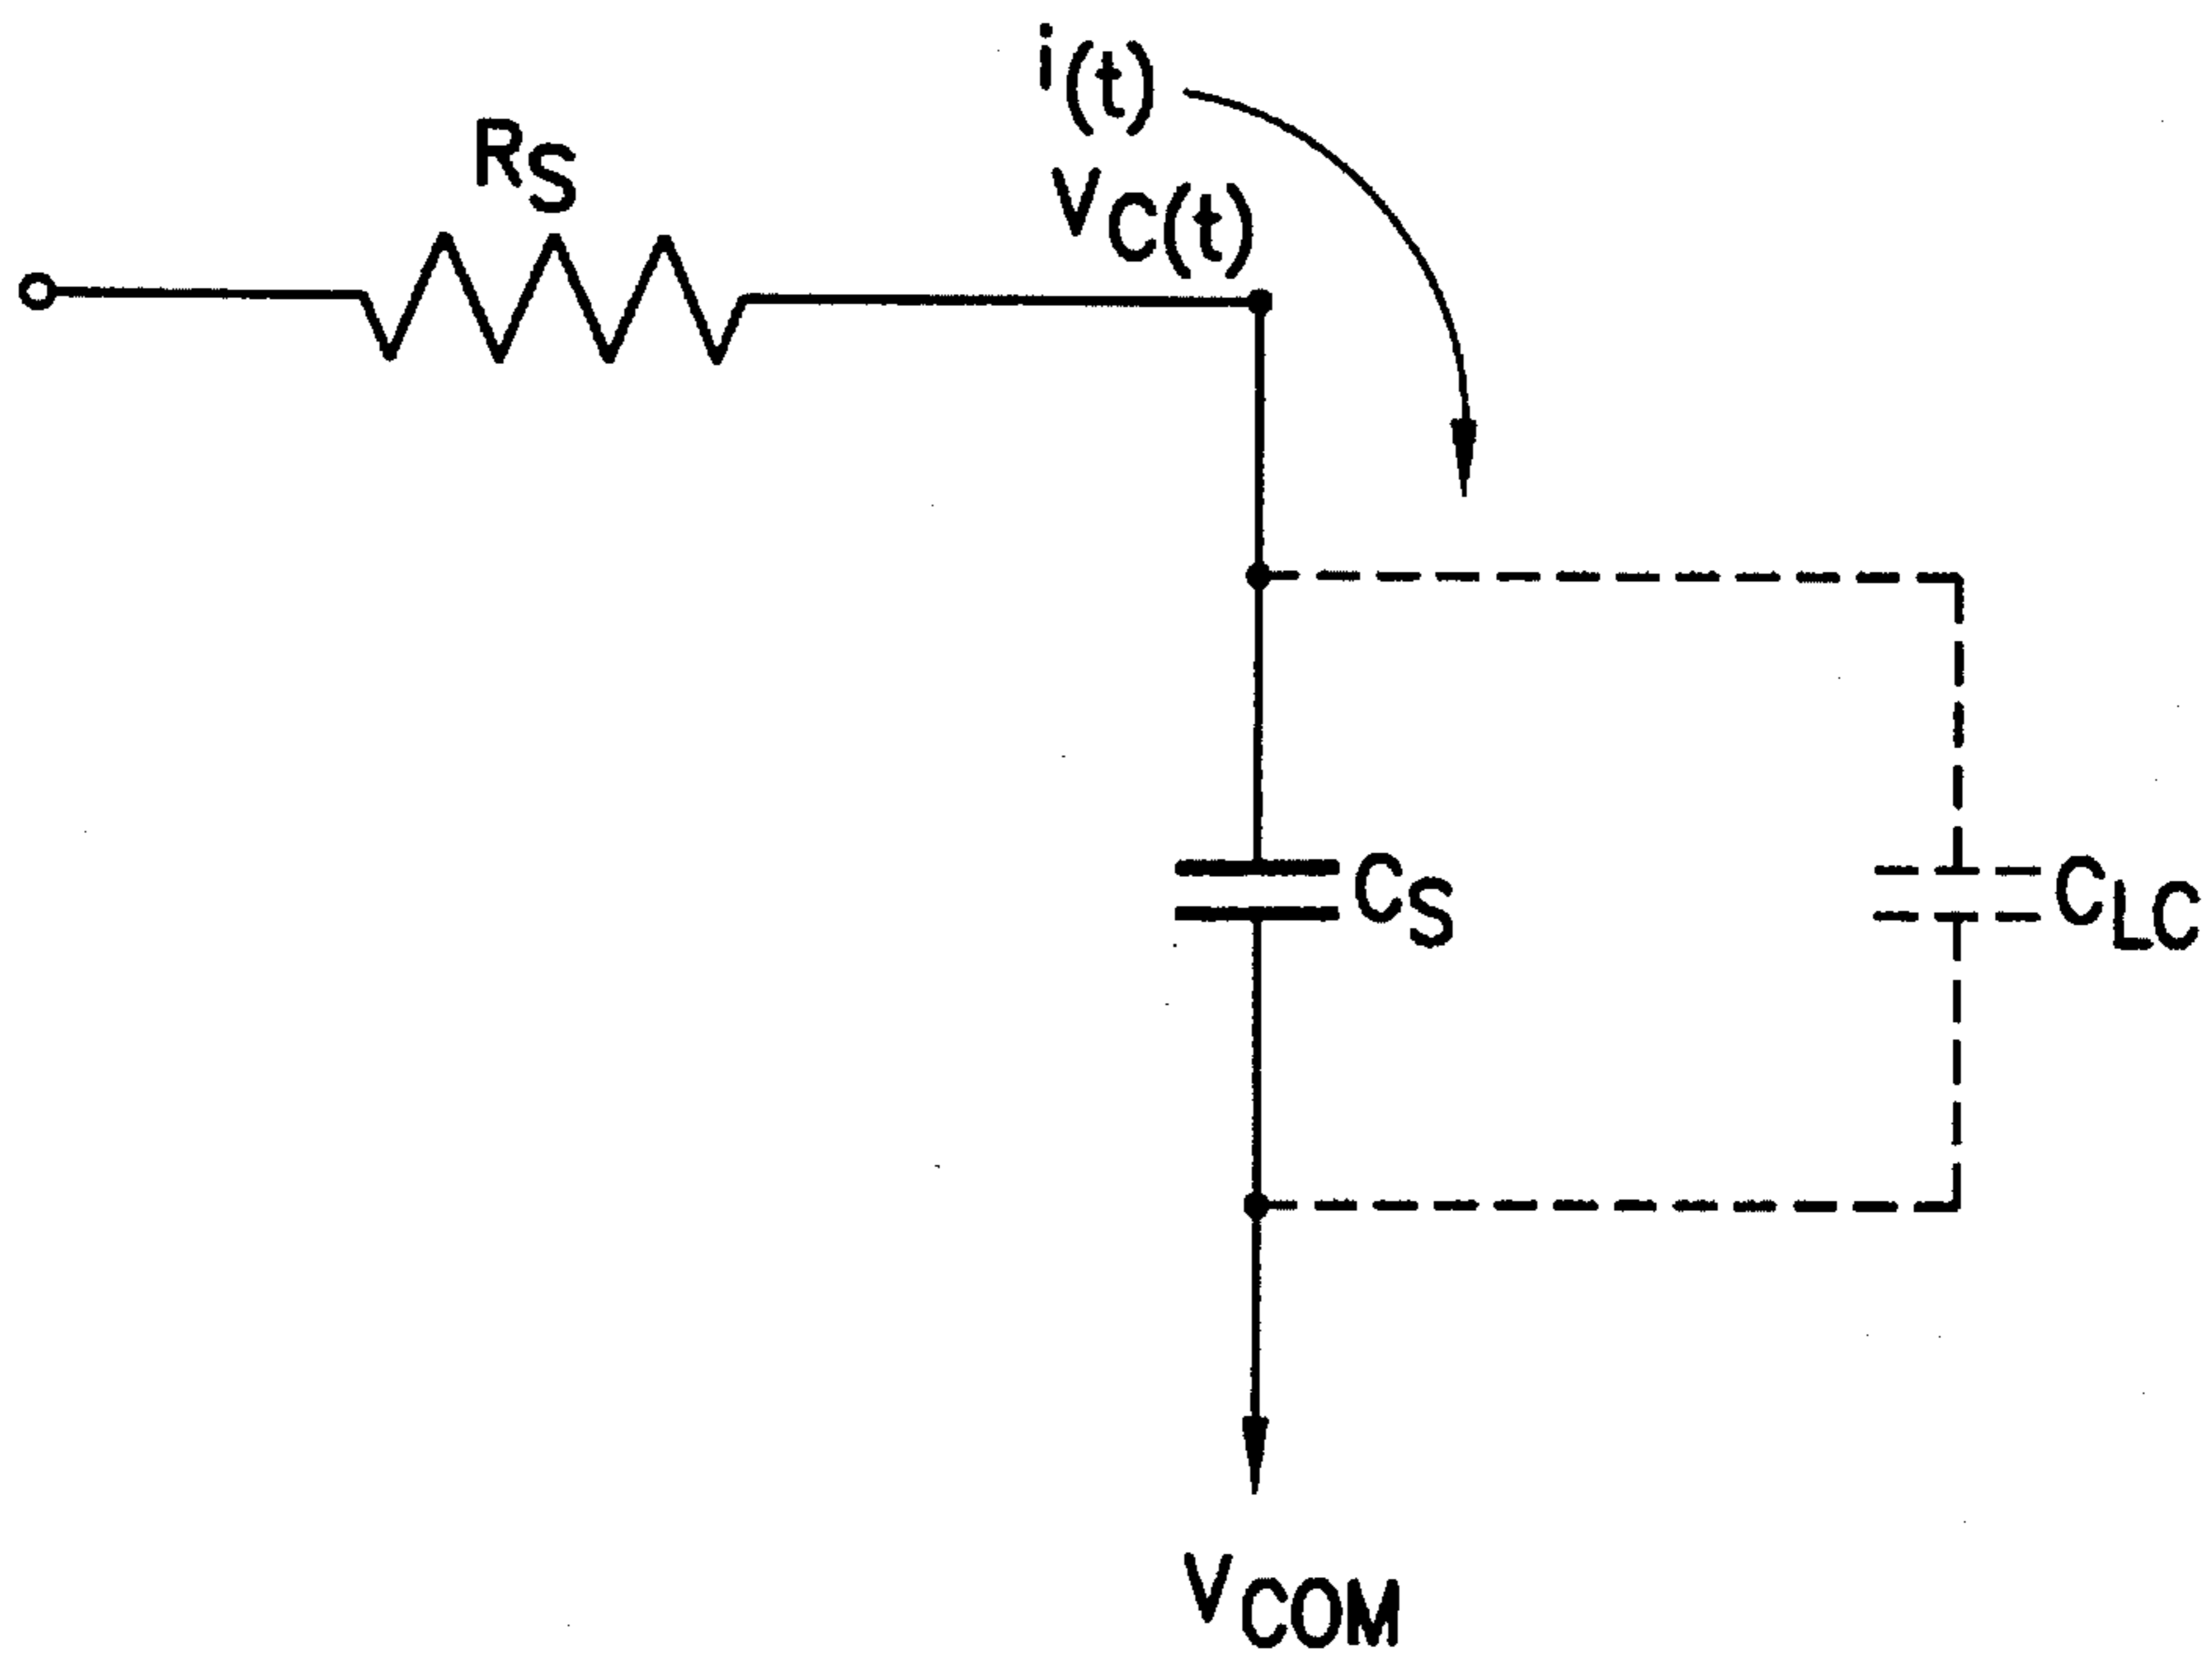 i(t)
RS
VC(t)
CS
CLC
VCOM